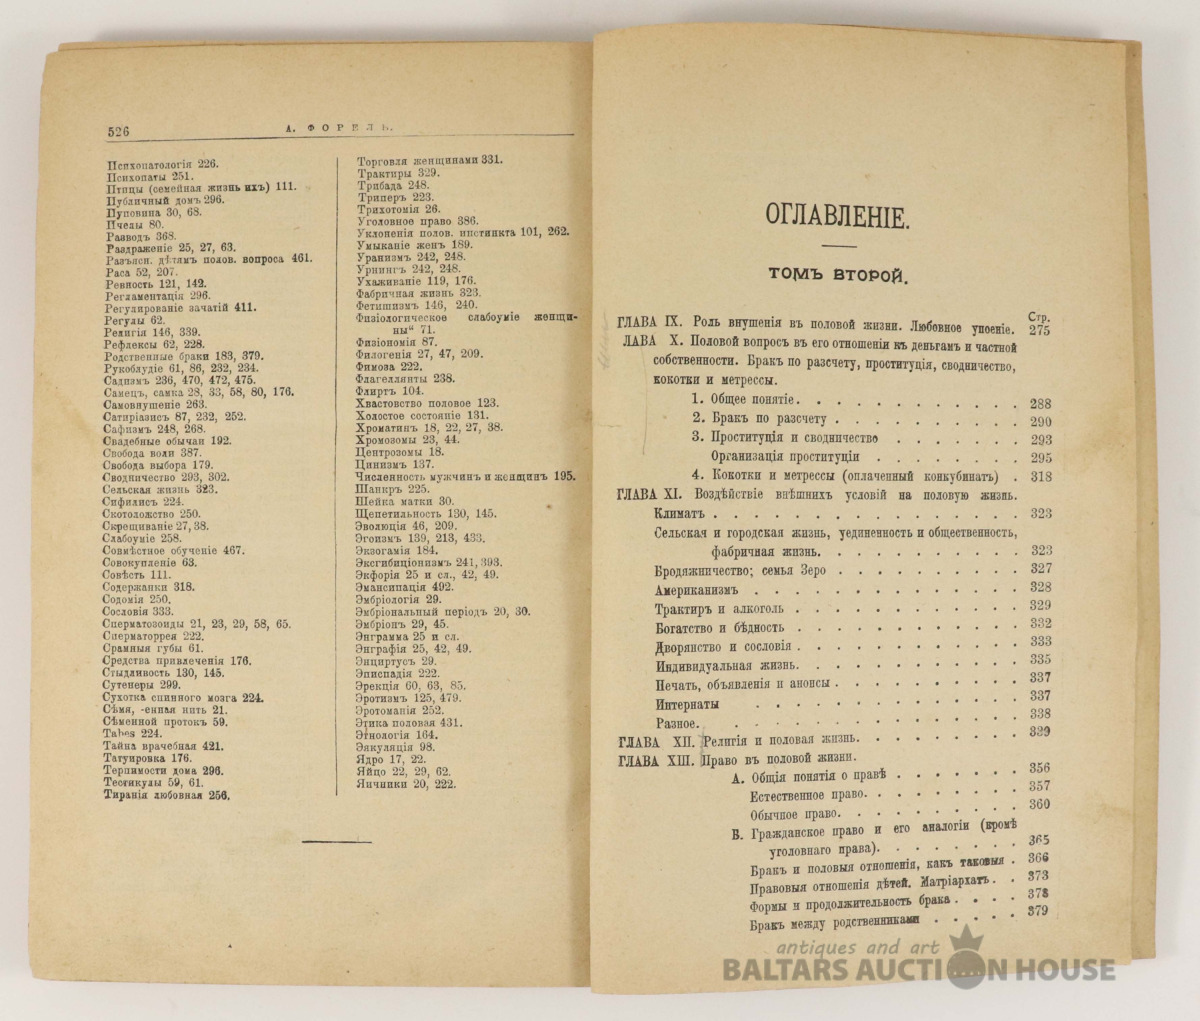 526
А. ФОРЕЛЬ.
Психопатологія 226.
Психопаты 251.
Птицы (семейная жизнь ихъ) 111.
Публичный домъ 296.
Пуповина 30, 68.
Пчелы 80.
Разводъ 368.
Раздраженіе 25, 27, 63.
Разъясн. дѣтямъ полов. вопроса 461.
Раса 52, 207.
Ревность 121, 142.
Регламентація 296.
Регулированіе зачатій 411.
Регулы 62.
Религія 146, 339.
Рефлексы 62, 228.
Родственные браки 183, 379.
Рукоблудіе 61, 86, 232, 234.
Садизмъ 236, 470, 472, 475.
Самецъ, самка 28, 33, 58, 80, 176.
Самовнушеніе 263.
Сатиріазисъ 87, 232, 252.
Сафизмъ 248, 268.
Свадебные обычаи 192.
Свобода воли 387.
Свобода выбора 179.
Сводничество 293, 302.
Сельская жизнь 323.
Сифилисъ 224.
Скотоложство 250.
Скрещиваніе 27, 38.
Слабоуміе 258.
Совмѣстное обученіе 467.
Совокупленіе 63.
Совѣсть 111.
Содержанки 318.
Содомія 250.
Сословія 333.
Сперматозоиды 21, 23, 29, 58, 65.
Сперматоррея 222.
Срамныя губы 61.
Средства привлеченія 176.
Стыдливость 130, 145.
Сутенеры 299.
Сухотка спинного мозга 224.
Сѣмя, -енная нить 21.
Сѣменной протокъ 59.
Tabes 224.
Тайна врачебная 421.
Татуировка 176.
Терпимости дома 296.
Тестикулы 59, 61.
Тиранія любовная 256.
Торговля женщинами 331.
Трактиры 329.
Трибада 248.
Трипперъ 223.
Трихотомія 26.
Уголовное право 386.
Уклоненія полов. инстинкта 101, 262.
Умыканіе женъ 189.
Уранизмъ 242, 248.
Урнингъ 242, 248.
Ухаживаніе 119, 176.
Фабричная жизнь 323.
Фетишизмъ 146, 240.
Физіологическое слабоуміе женщи-
ны" 71.
Физіономія 87.
Филогенія 27, 47, 209.
Фимоза 222.
Флагеллянты 238.
Флиртъ 104.
Хвастовство половое 123.
Холостое состояніе 131.
Хроматинъ 18, 22, 27, 38.
Хромозомы 23, 44.
Центрозомы 18.
Цинизмъ 137.
Численность мужчинъ и женщинъ 195.
Шанкръ 225.
Шейка матки 30.
Щепетильность 130, 145.
Эволюція 46, 209.
Эгоизмъ 139, 213, 433.
Экзогамія 184.
Эксгибиціонизмъ 241, 393.
Экфорія 25 и сл., 42, 49.
Эмансипація 492.
Эмбріологія 29.
Эмбріональный періодъ 20, 30.
Эмбріонъ 29, 45.
Энграмма 25 и сл.
Энграфія 25, 42, 49.
Энциртусъ 29.
Эписпадія 222.
Эрекція 60, 63, 85.
Эротизмъ 125, 479.
Эротоманія 252.
Этика половая 431.
Этнологія 164.
Эякуляція 98.
Ядро 17, 22.
Яйцо 22, 29, 62.
Яичники 20, 222.
ОГЛАВЛЕНІЕ.
ТОМЪ ВТОРОЙ.
Стр.
ГЛАВА IX. Роль внушенія въ половой жизни. Любовное упоеніе. 275
ЛАВА X. Половой вопросъ въ его отношеніи къ деньгамъ и частной
собственности. Бракъ по разсчету, проституція, сводничество,
кокотки и метрессы.
1. Общее понятіе. . . . . . . . . . . . 288
2. Бракъ по разсчету . . . . . . . . . . 290
3. Проституція и сводничество . . . . . . . 293
Организація проституціи . . . . . . . . 295
4. Кокотки и метрессы (оплаченный конкубинатъ) . 318
ГЛАВА XI. Воздѣйствіе внѣшнихъ условій на половую жизнь.
Климатъ . . . . . . . . . . . . . . . 323
Сельская и городская жизнь, уединенность и общественность,
фабричная жизнь. . . . . . . . . . . 323
Бродяжничество; семья Зеро . . . . . . . . . 327
Американизмъ . . . . . . . . . . . . . 328
Трактиръ и алкоголь . . . . . . . . . . . 329
Богатство и бѣдность . . . . . . . . . . . 332
Дворянство и сословія . . . . . . . . . . . 333
Индивидуальная жизнь. . . . . . . . . . . 335
Печать, объявленія и анонсы . . . . . . . . . 337
Интернаты . . . . . . . . . . . . . 337
Разное. . . . . . . . . . . . . . . 338
ГЛАВА XII. Религія и половая жизнь. . . . . . . . . 339
ГЛАВА XIII. Право въ половой жизни.
А. Общія понятія о правѣ . . . . . . . 356
Естественное право. . . . . . . . . 357
Обычное право. . . . . . . . . . 360
В. Гражданское право и его аналогіи (кромѣ
уголовнаго права). . . . . . . . 365
Бракъ и половыя отношенія, какъ таковыя . 366
Правовыя отношенія дѣтей. Матріархатъ. . . 373
Формы и продолжительность брака . . . . 378
Бракъ между родственниками . . . . . 379
antiques and art
BALTARS AUCTION HOUSE